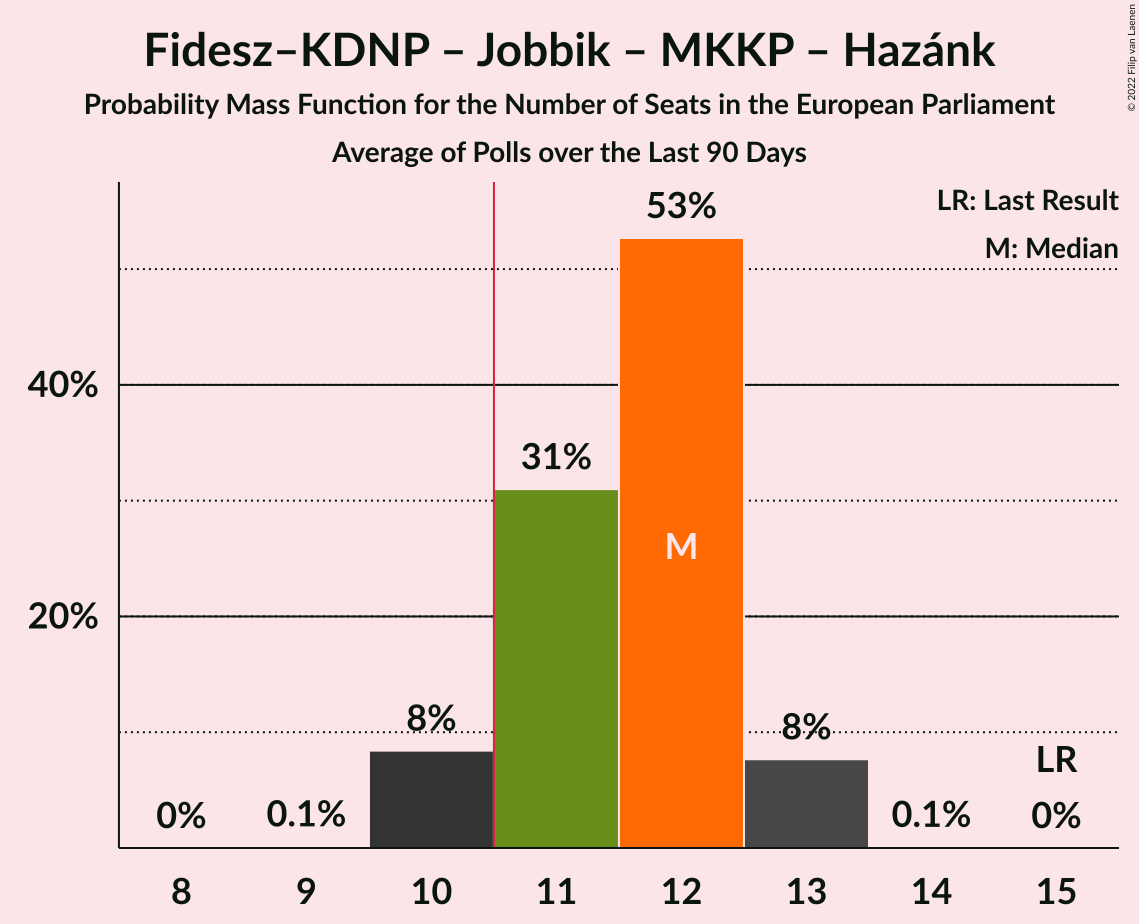 Fidesz–KDNP – Jobbik – MKKP – Hazánk
Probability Mass Function for the Number of Seats in the European Parliament
Average of Polls over the Last 90 Days
© 2022 Filip van Laenen
LR: Last Result
M: Median
53%
40%
31%
M
20%
8%
8%
LR
0%
0.1%
0.1%
0%
8
9
10
11
12
13
14
15